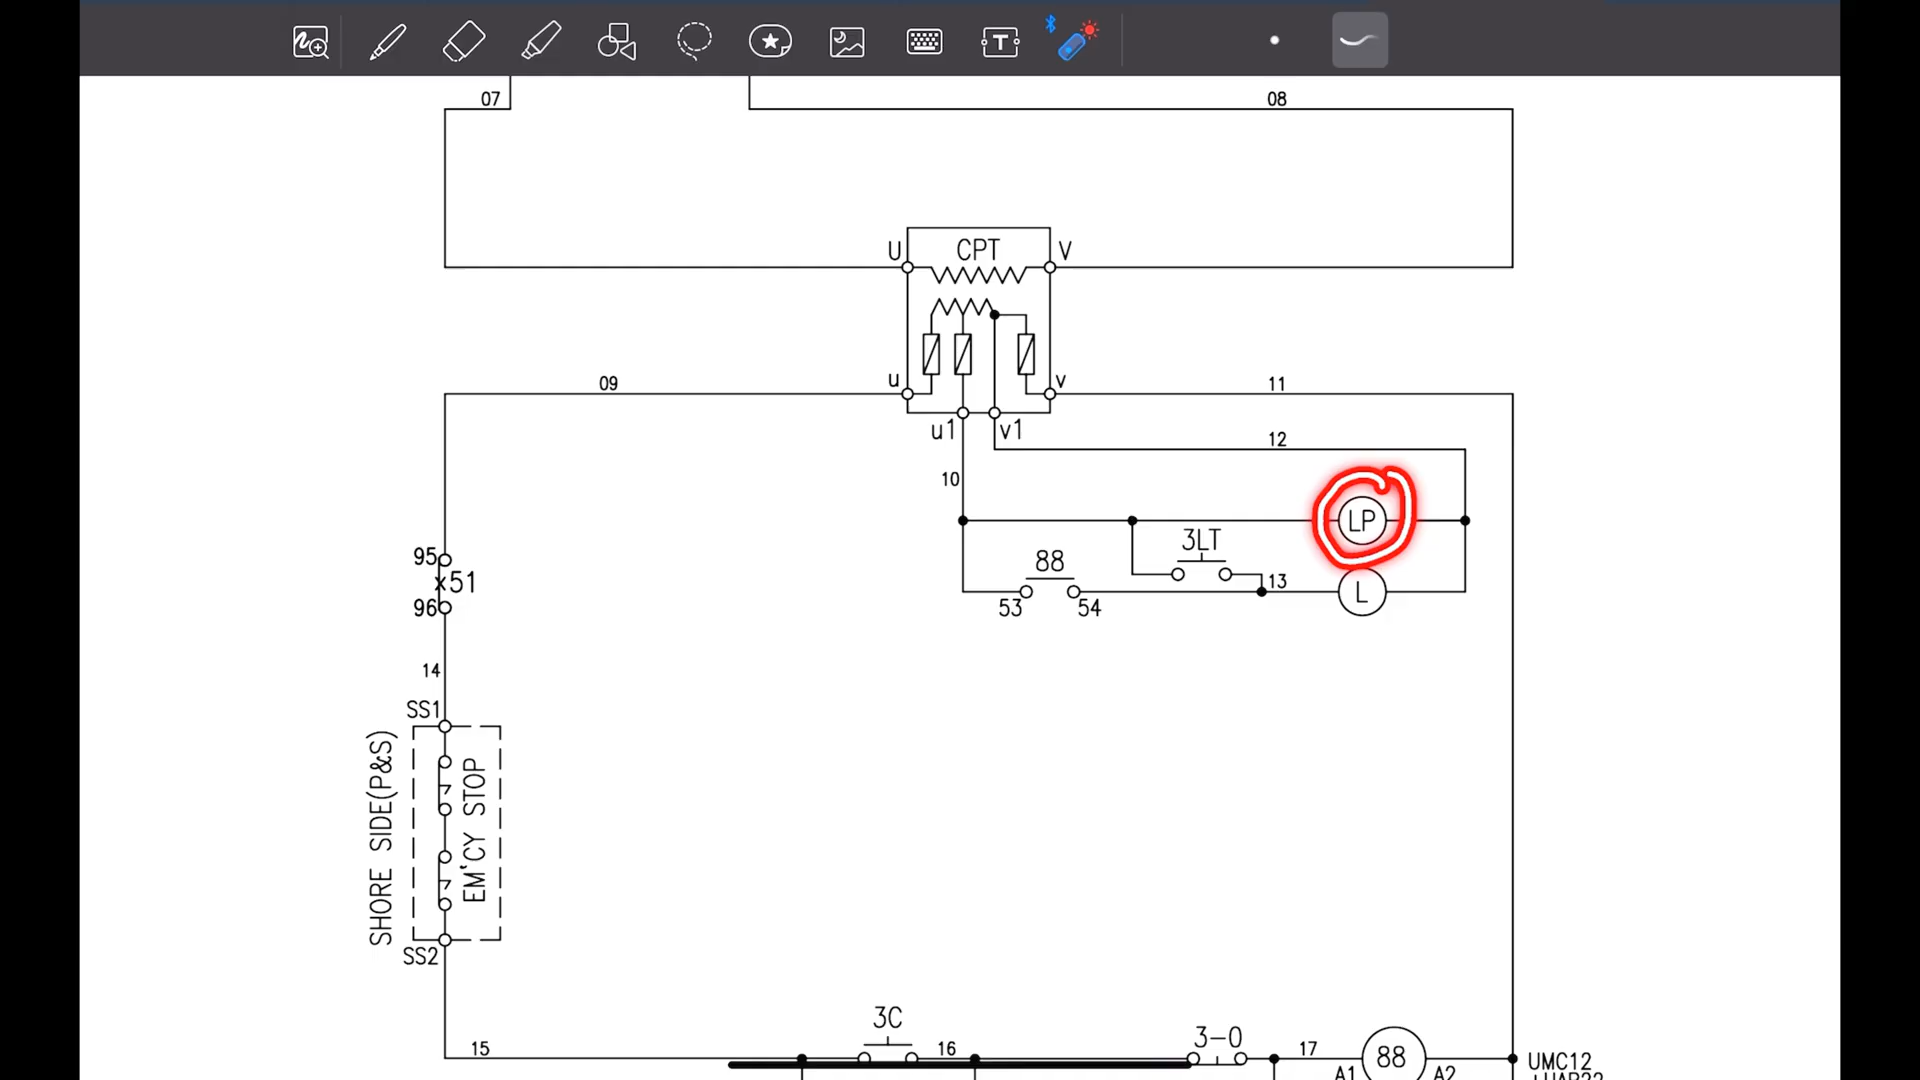 07
08
U
CPT
V
u
v
09
11
u1
v1
12
10
LP
3LT
88
13
53
54
L
95
x51
96
14
SS1
SHORE SIDE(P&S)
EM'CY STOP
SS2
3C
15
16
3-0
17
88
A1
A2
UMC12